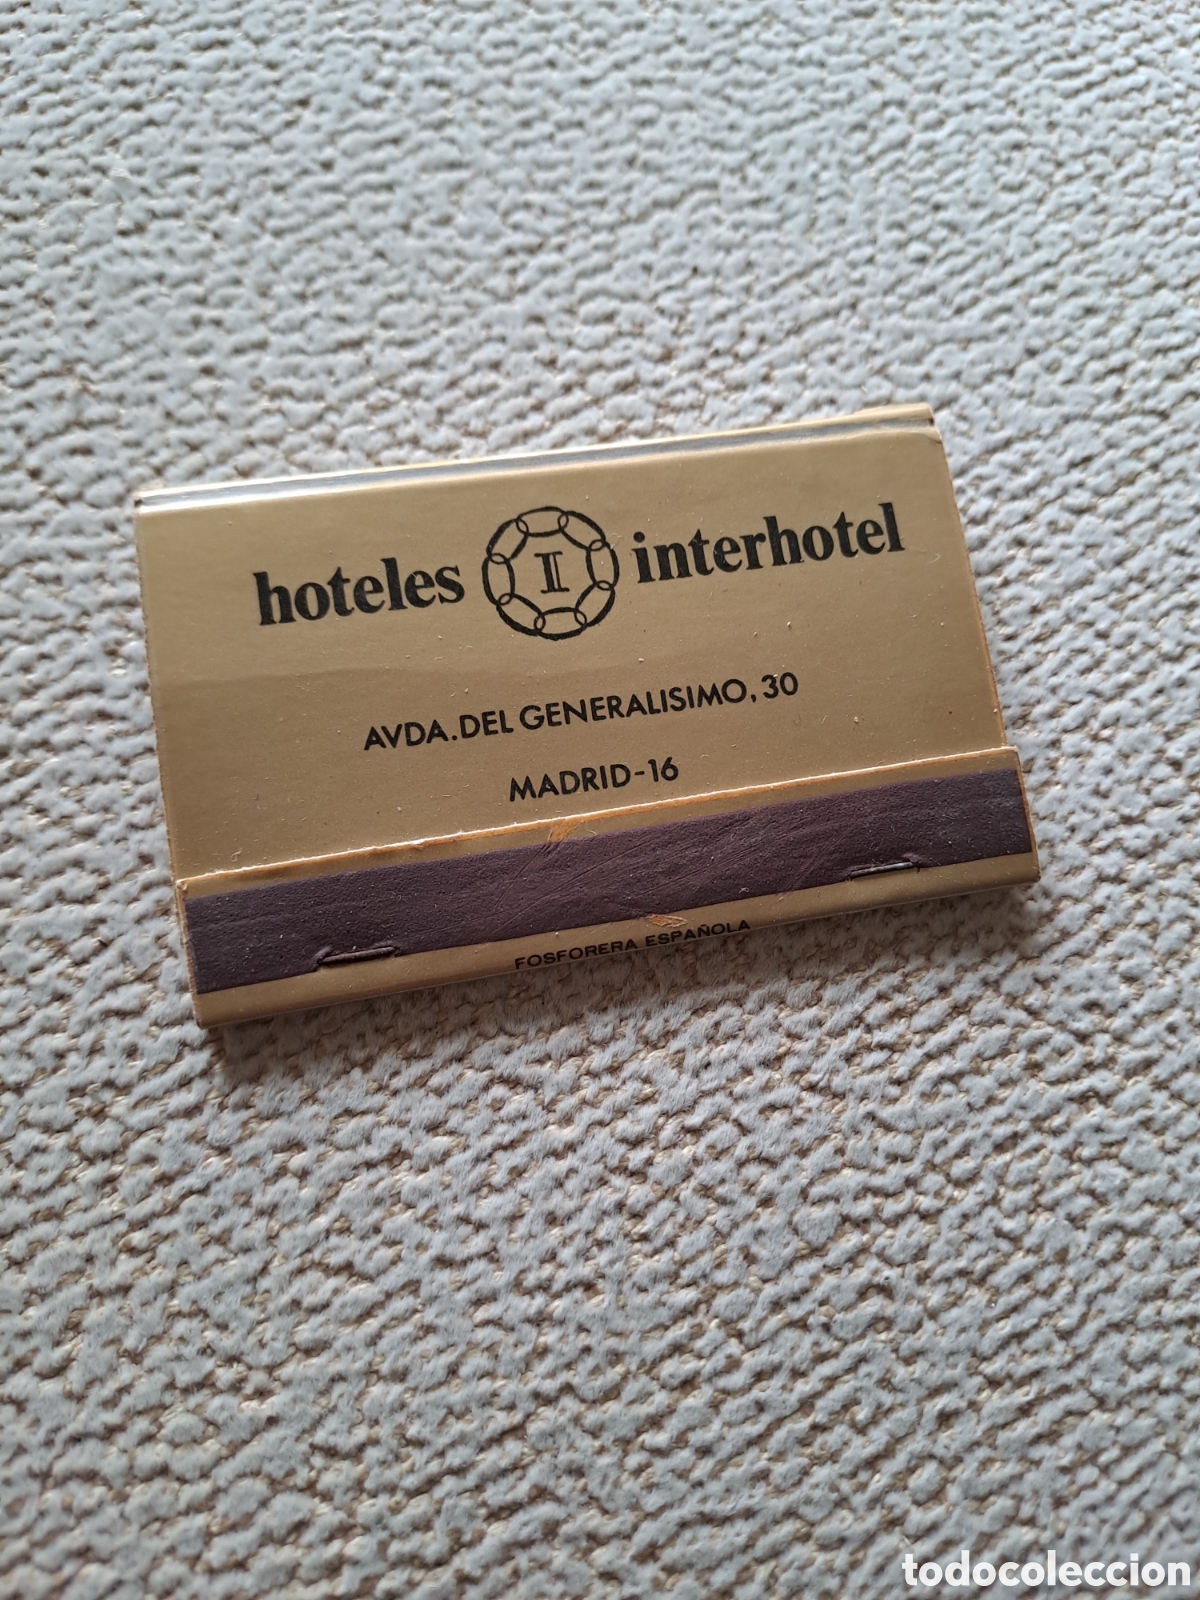 hoteles I interhotel
AVDA. DEL GENERALISIMO, 30
MADRID-16
FOSFORERA ESPAÑOLA
todocoleccion